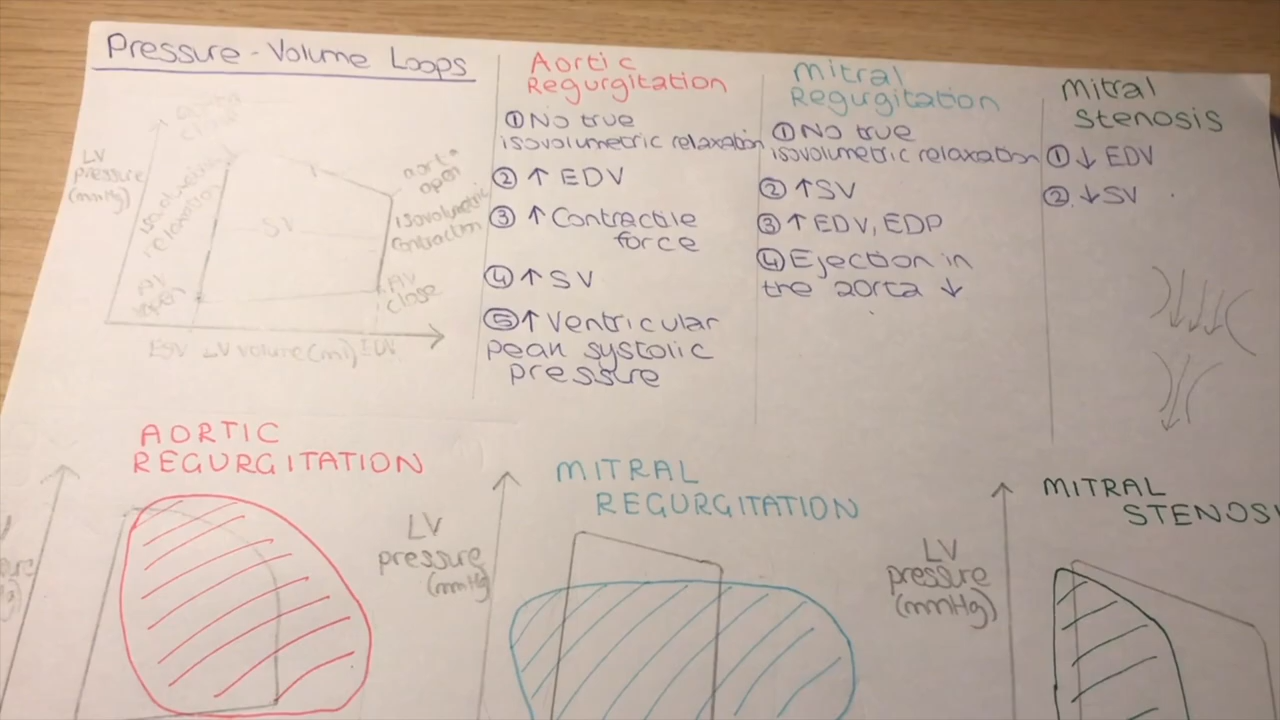 Pressure - Volume Loops
LV
pressure
(mmHg)
isovolumetric
relaxation
SV
aorta
open
isovolumetric
contraction
AV
close
AV
open
ESV LV volume(ml) EDV
Aortic
Regurgitation
① No true
isovolumetric relaxation
② ↑ EDV
③ ↑ Contractile
force
④ ↑ SV
⑤ ↑ Ventricular
peak systolic
pressure
Mitral
Regurgitation
① No true
isovolumetric relaxation
② ↑ SV
③ ↑ EDV, EDP
④ Ejection in
the aorta ↓
Mitral
Stenosis
① ↓ EDV
② ↓ SV
AORTIC
REGURGITATION
MITRAL
REGURGITATION
LV
pressure
(mmHg)
MITRAL
STENOSI
LV
pressure
(mmHg)